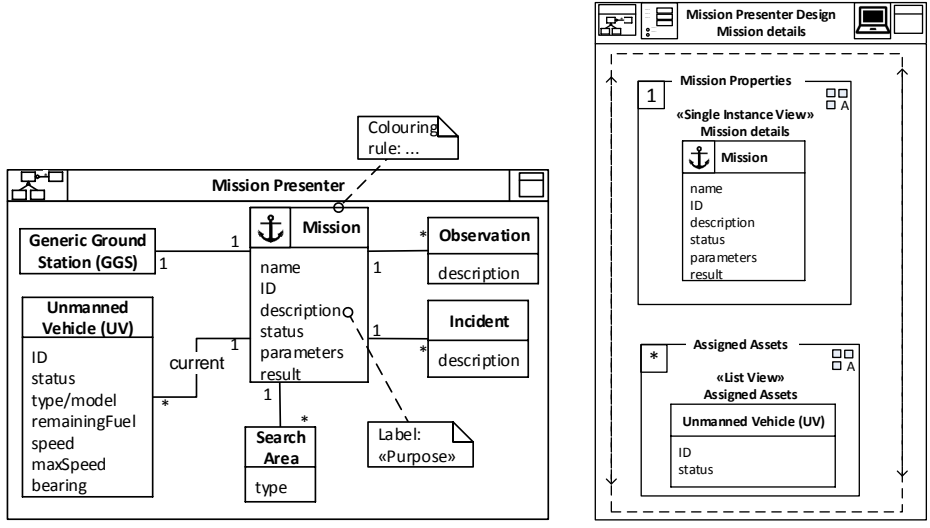 Colouring
rule: ...
Mission Presenter
Generic Ground
Station (GGS)
1
1
Mission
name
ID
description
status
parameters
result
*
1
Observation
description
1
*
Incident
description
Unmanned
Vehicle (UV)
ID
status
type/model
remainingFuel
speed
maxSpeed
bearing
current
1
*
1
*
Search
Area
type
Label:
«Purpose»
Mission Presenter Design
Mission details
Mission Properties
1
A
«Single Instance View»
Mission details
Mission
name
ID
description
status
parameters
result
Assigned Assets
*
A
«List View»
Assigned Assets
Unmanned Vehicle (UV)
ID
status